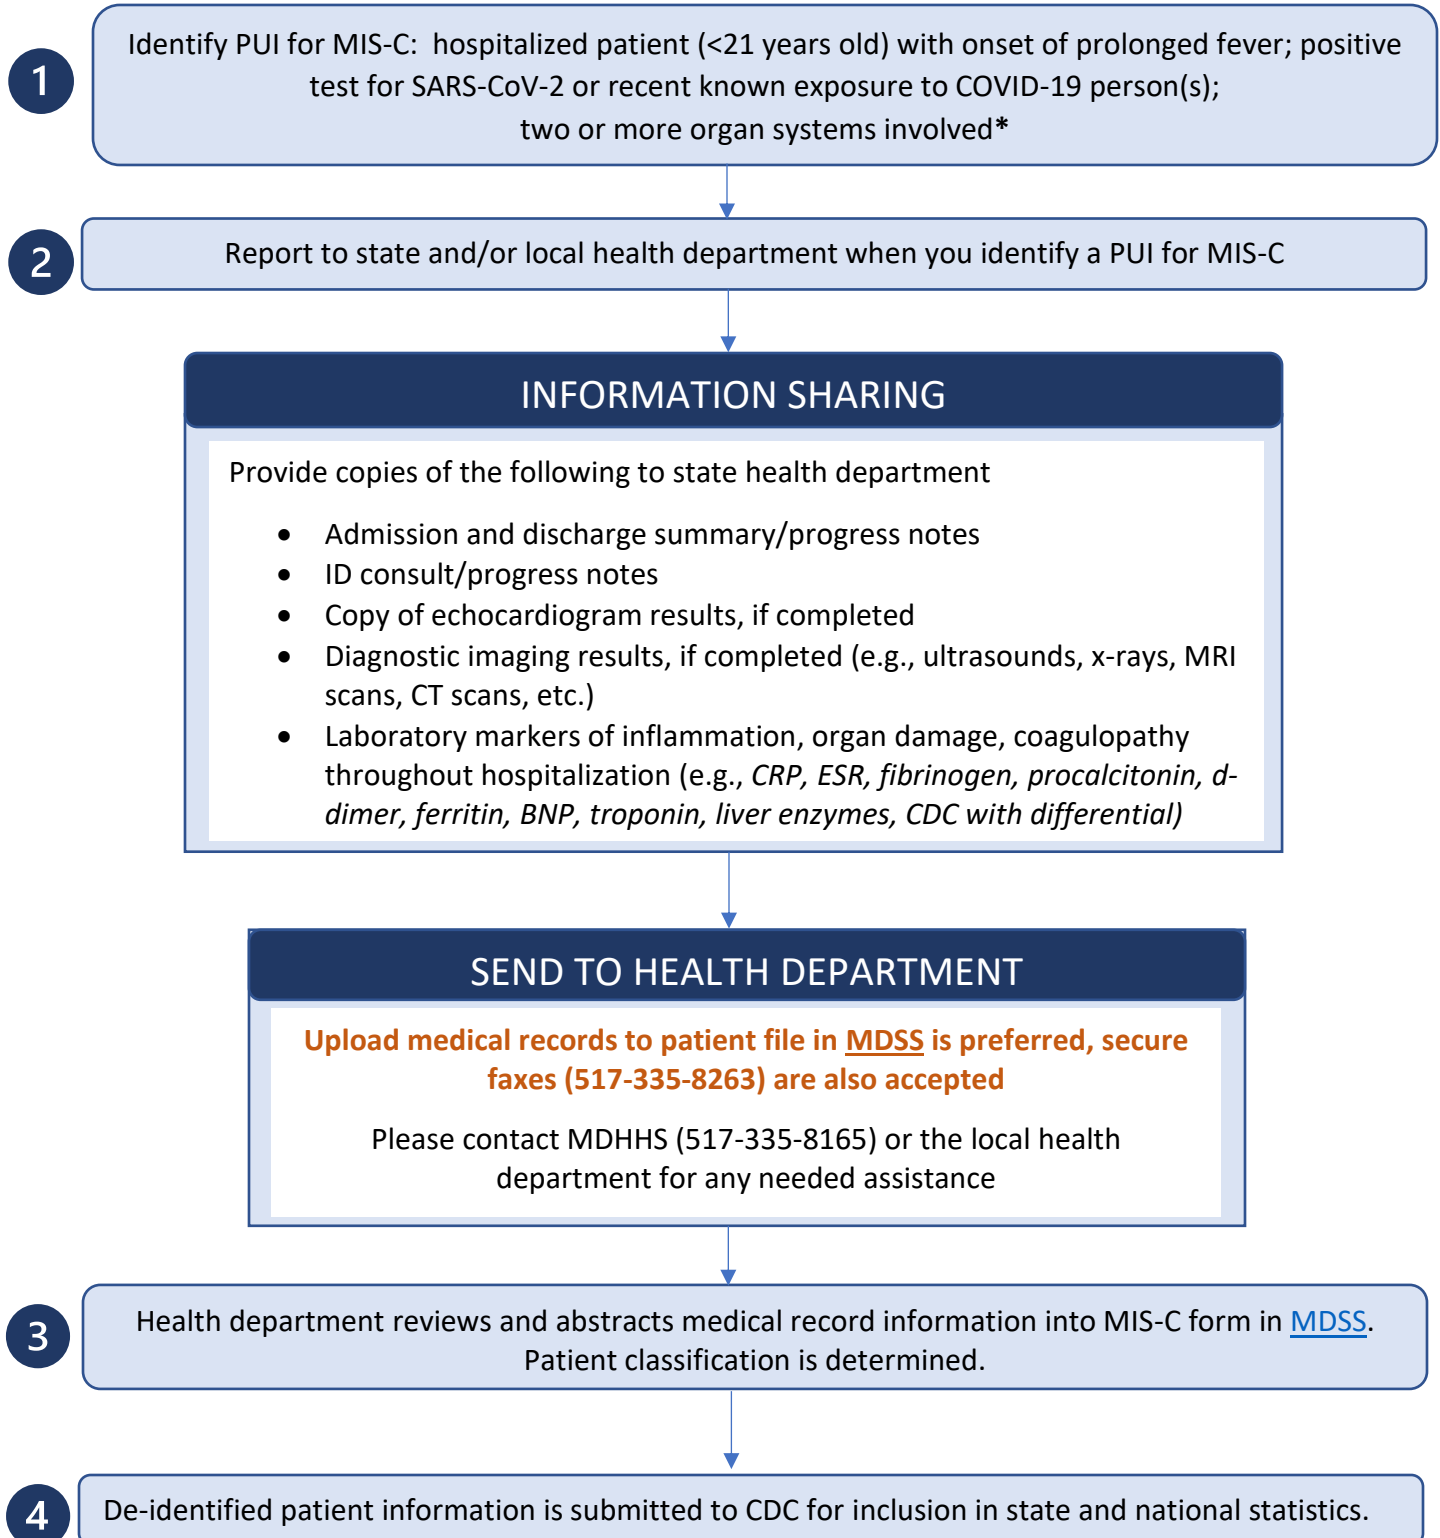 1
Identify PUI for MIS-C: hospitalized patient (<21 years old) with onset of prolonged fever; positive
test for SARS-CoV-2 or recent known exposure to COVID-19 person(s);
two or more organ systems involved*
2
Report to state and/or local health department when you identify a PUI for MIS-C
INFORMATION SHARING
Provide copies of the following to state health department
• Admission and discharge summary/progress notes
• ID consult/progress notes
• Copy of echocardiogram results, if completed
• Diagnostic imaging results, if completed (e.g., ultrasounds, x-rays, MRI
scans, CT scans, etc.)
• Laboratory markers of inflammation, organ damage, coagulopathy
throughout hospitalization (e.g., CRP, ESR, fibrinogen, procalcitonin, d-
dimer, ferritin, BNP, troponin, liver enzymes, CDC with differential)
SEND TO HEALTH DEPARTMENT
Upload medical records to patient file in MDSS is preferred, secure
faxes (517-335-8263) are also accepted
Please contact MDHHS (517-335-8165) or the local health
department for any needed assistance
3
Health department reviews and abstracts medical record information into MIS-C form in MDSS.
Patient classification is determined.
4
De-identified patient information is submitted to CDC for inclusion in state and national statistics.